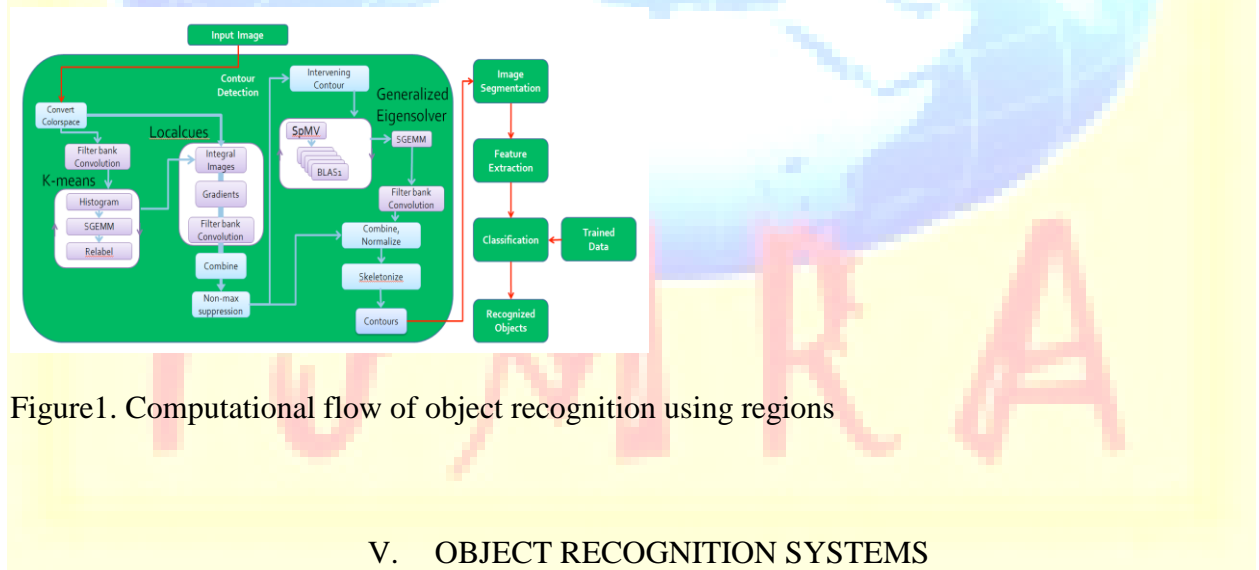 Input Image
Contour
Detection
Convert
Colorspace
Filter bank
Convolution
K-means
Histogram
SGEMM
Relabel
Localcues
Integral
Images
Gradients
Filter bank
Convolution
Combine
Non-max
suppression
Intervening
Contour
Generalized
Eigensolver
SpMV
BLAS1
SGEMM
Filter bank
Convolution
Combine,
Normalize
Skeletonize
Contours
Image
Segmentation
Feature
Extraction
Classification
Trained
Data
Recognized
Objects
Figure1. Computational flow of object recognition using regions
V. OBJECT RECOGNITION SYSTEMS